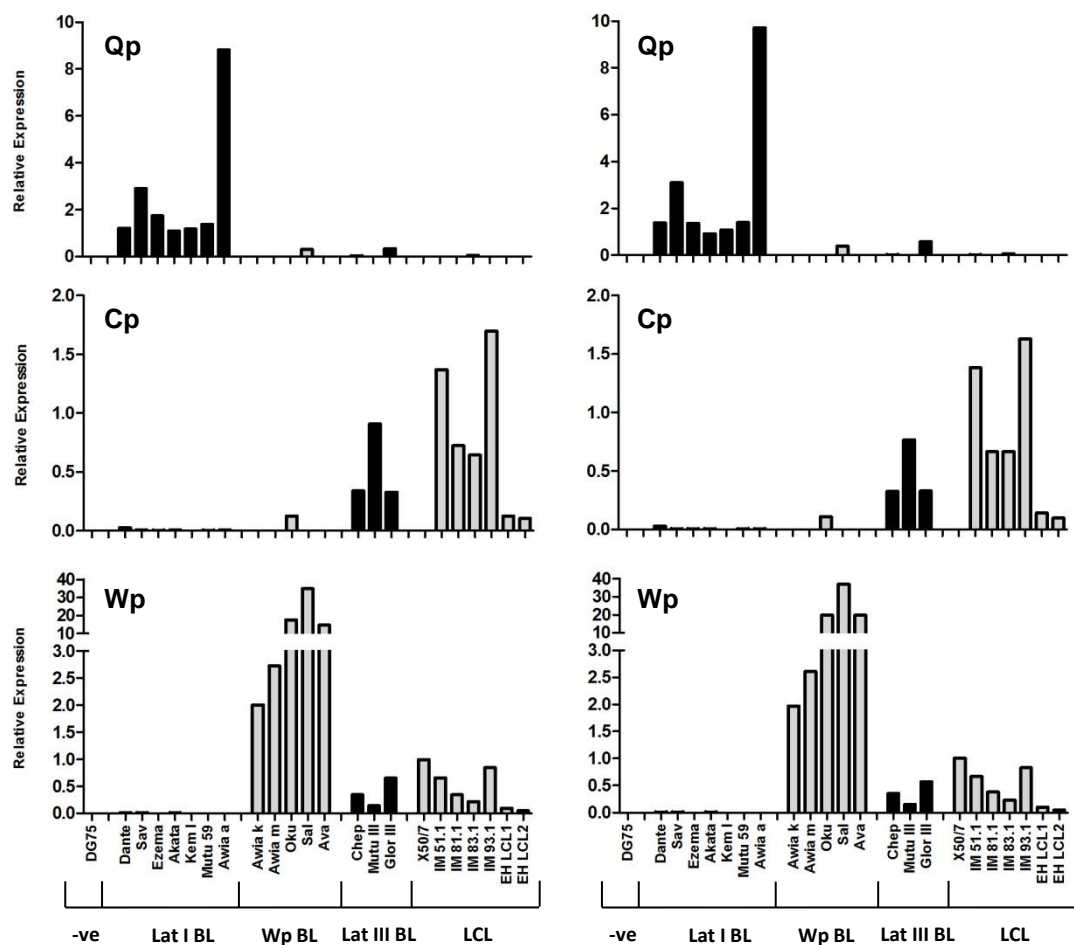 Qp
Relative Expression
10
8
6
4
2
0
Cp
Relative Expression
2.0
1.5
1.0
0.5
0.0
Wp
Relative Expression
40
30
20
10
3.0
2.5
2.0
1.5
1.0
0.5
0.0
DG75
Dante
Sav
Ezema
Akata
Kem I
Mutu 59
Awia a
Awia k
Awia m
Oku
Sal
Ava
Chep
Mutu III
Glor III
X50/7
IM 51.1
IM 81.1
IM 83.1
IM 93.1
EH LCL1
EH LCL2
-ve
Lat I BL
Wp BL
Lat III BL
LCL
Qp
Relative Expression
10
8
6
4
2
0
Cp
Relative Expression
2.0
1.5
1.0
0.5
0.0
Wp
Relative Expression
40
30
20
10
3.0
2.5
2.0
1.5
1.0
0.5
0.0
DG75
Dante
Sav
Ezema
Akata
Kem I
Mutu 59
Awia a
Awia k
Awia m
Oku
Sal
Ava
Chep
Mutu III
Glor III
X50/7
IM 51.1
IM 81.1
IM 83.1
IM 93.1
EH LCL1
EH LCL2
-ve
Lat I BL
Wp BL
Lat III BL
LCL